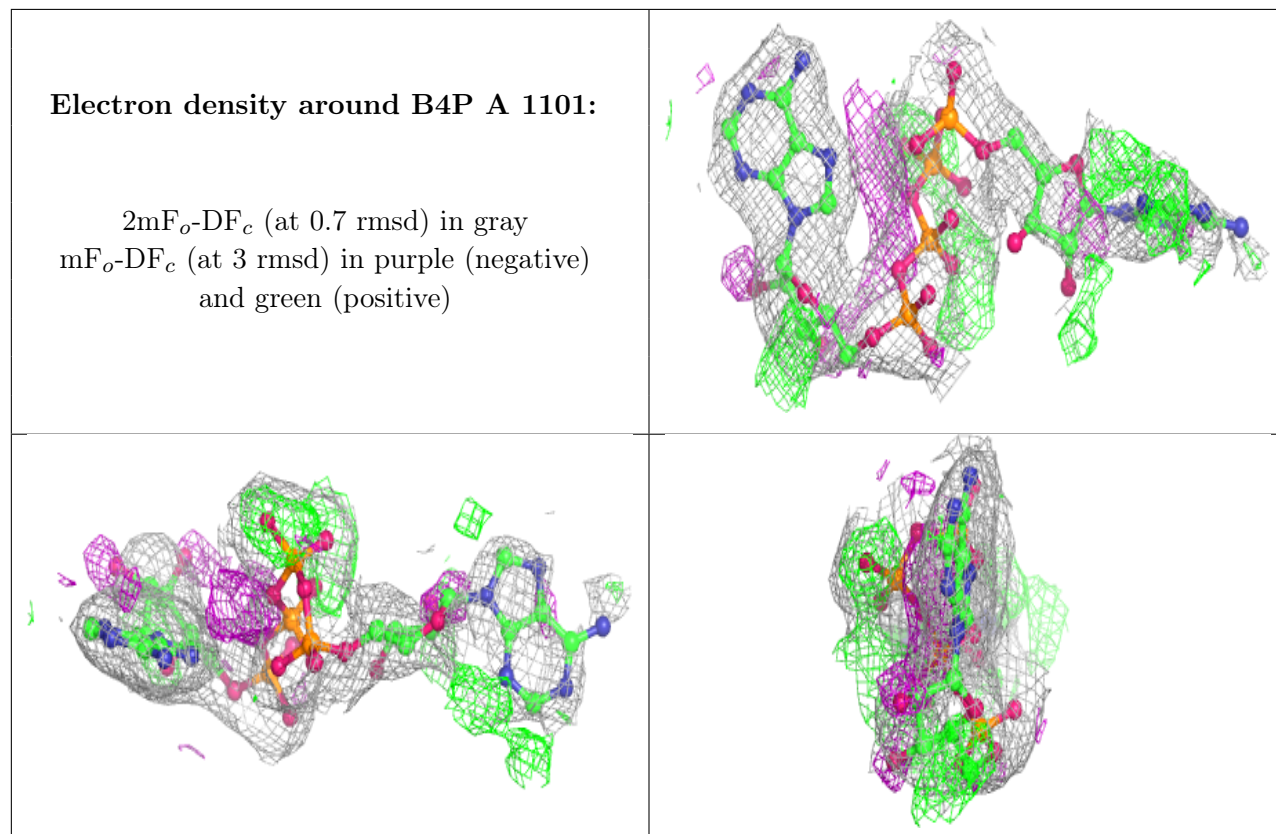 Electron density around B4P A 1101:
2mFo-DFc (at 0.7 rmsd) in gray
mFo-DFc (at 3 rmsd) in purple (negative)
and green (positive)